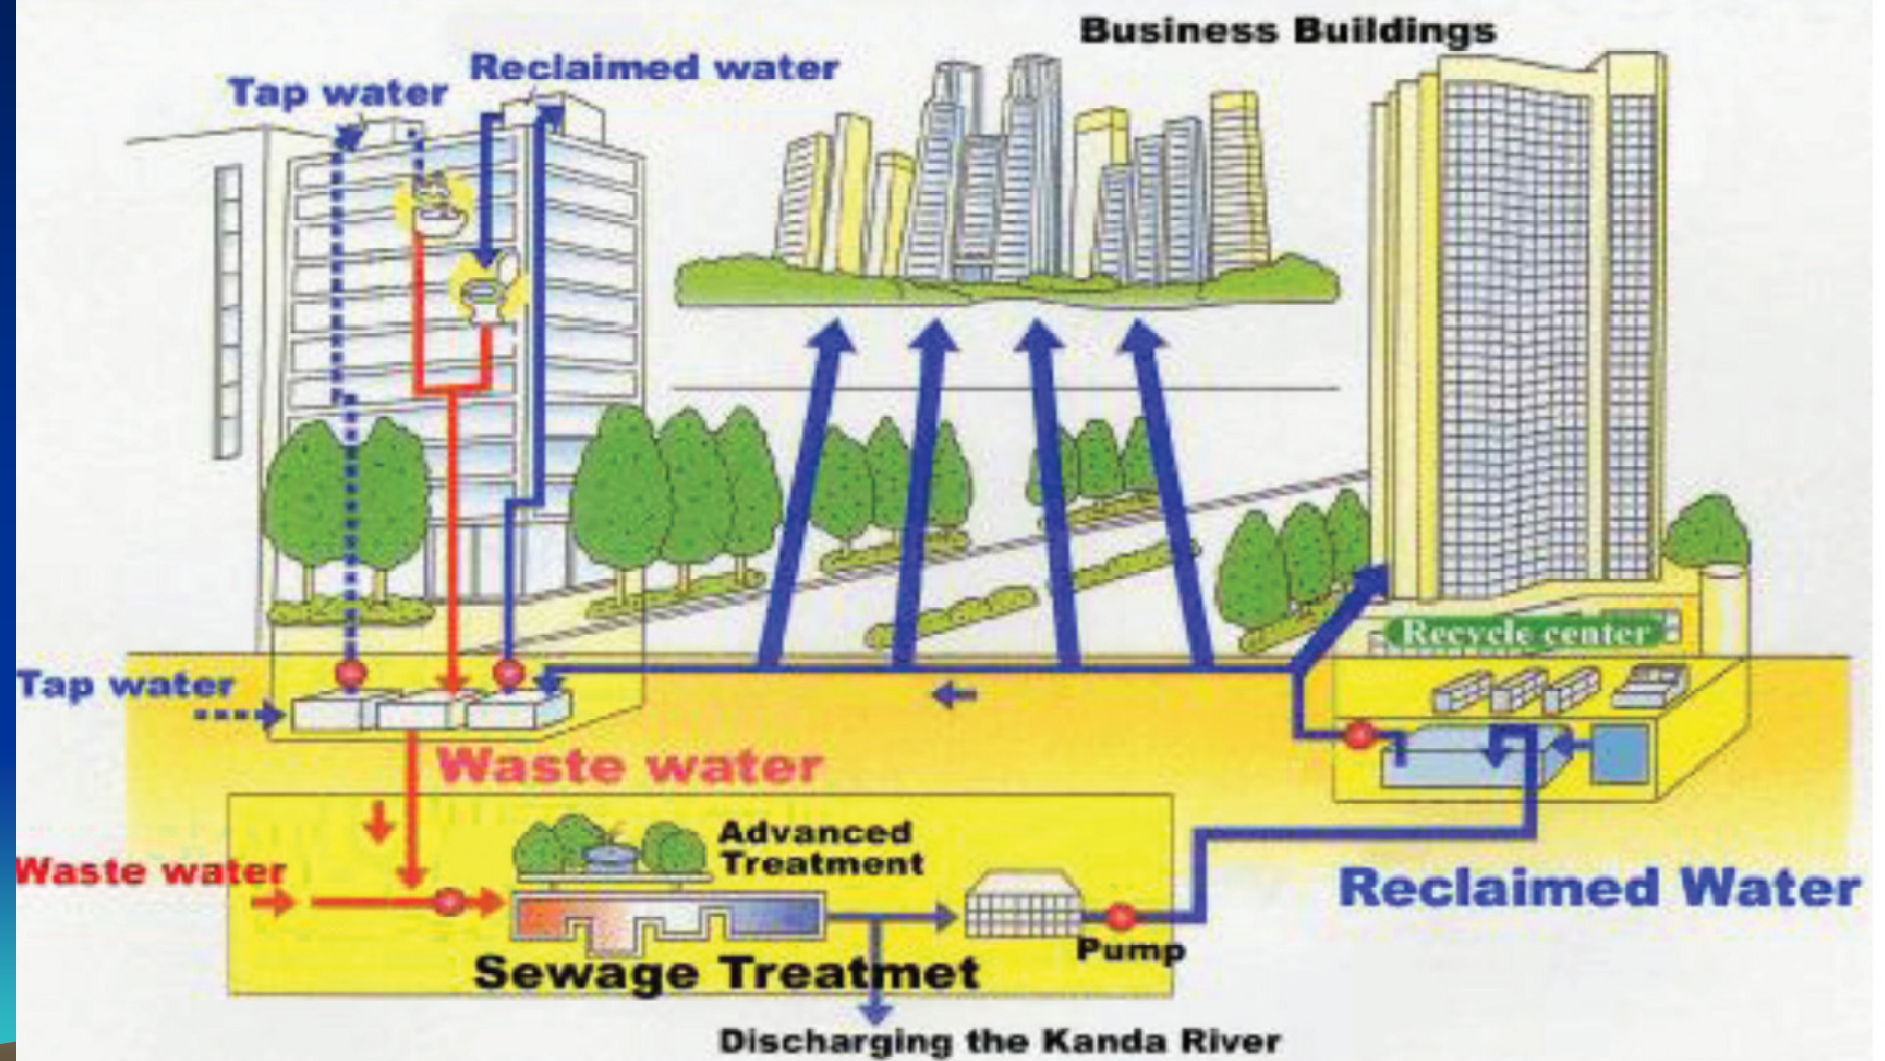 Business Buildings
Reclaimed water
Tap water
Recycle center
Tap water
Waste water
Advanced
Treatment
Waste water
Reclaimed Water
Pump
Sewage Treatmet
Discharging the Kanda River